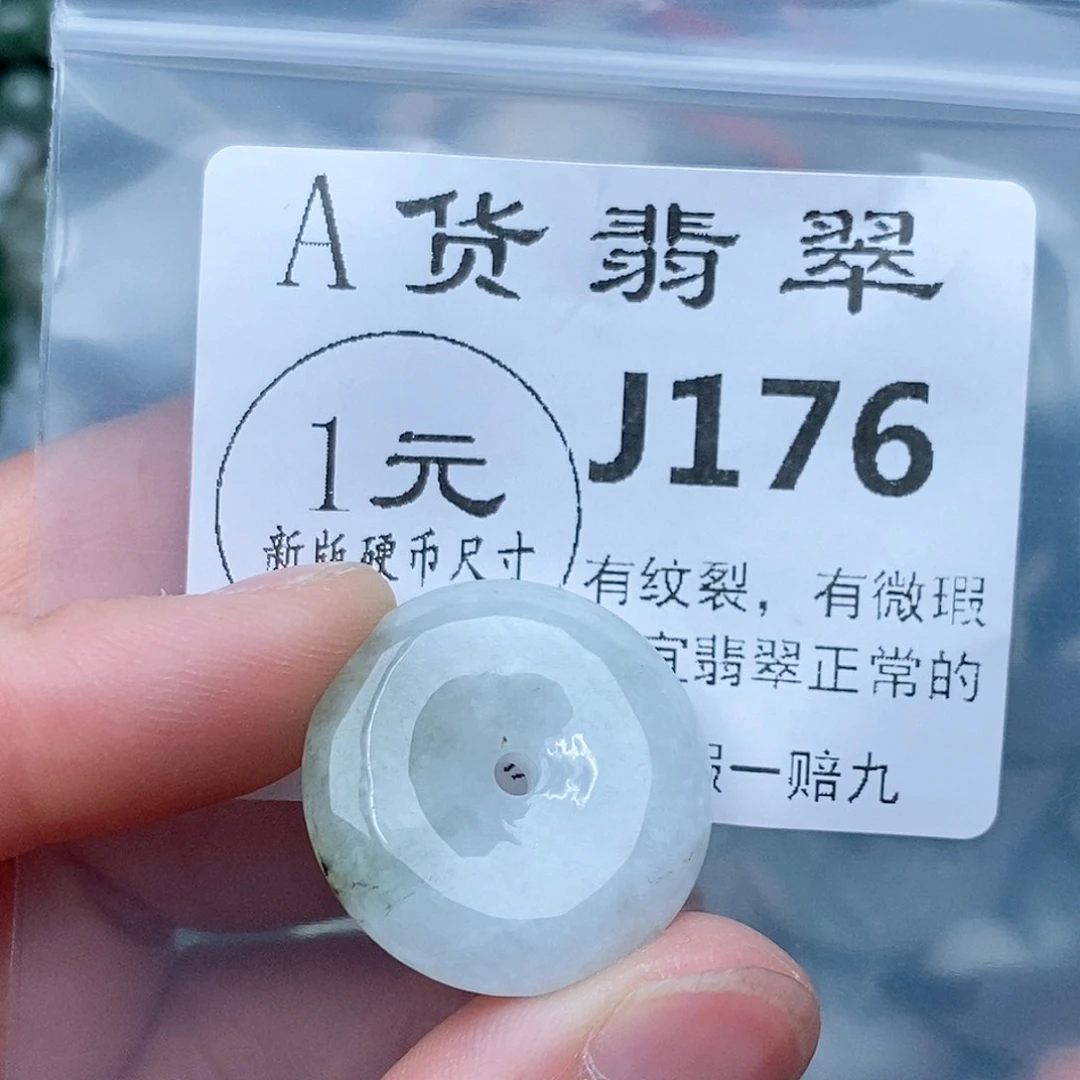 A货翡翠
1元
J176
新版硬币尺寸
有纹裂，有微瑕
宜翡翠正常的
一赔九